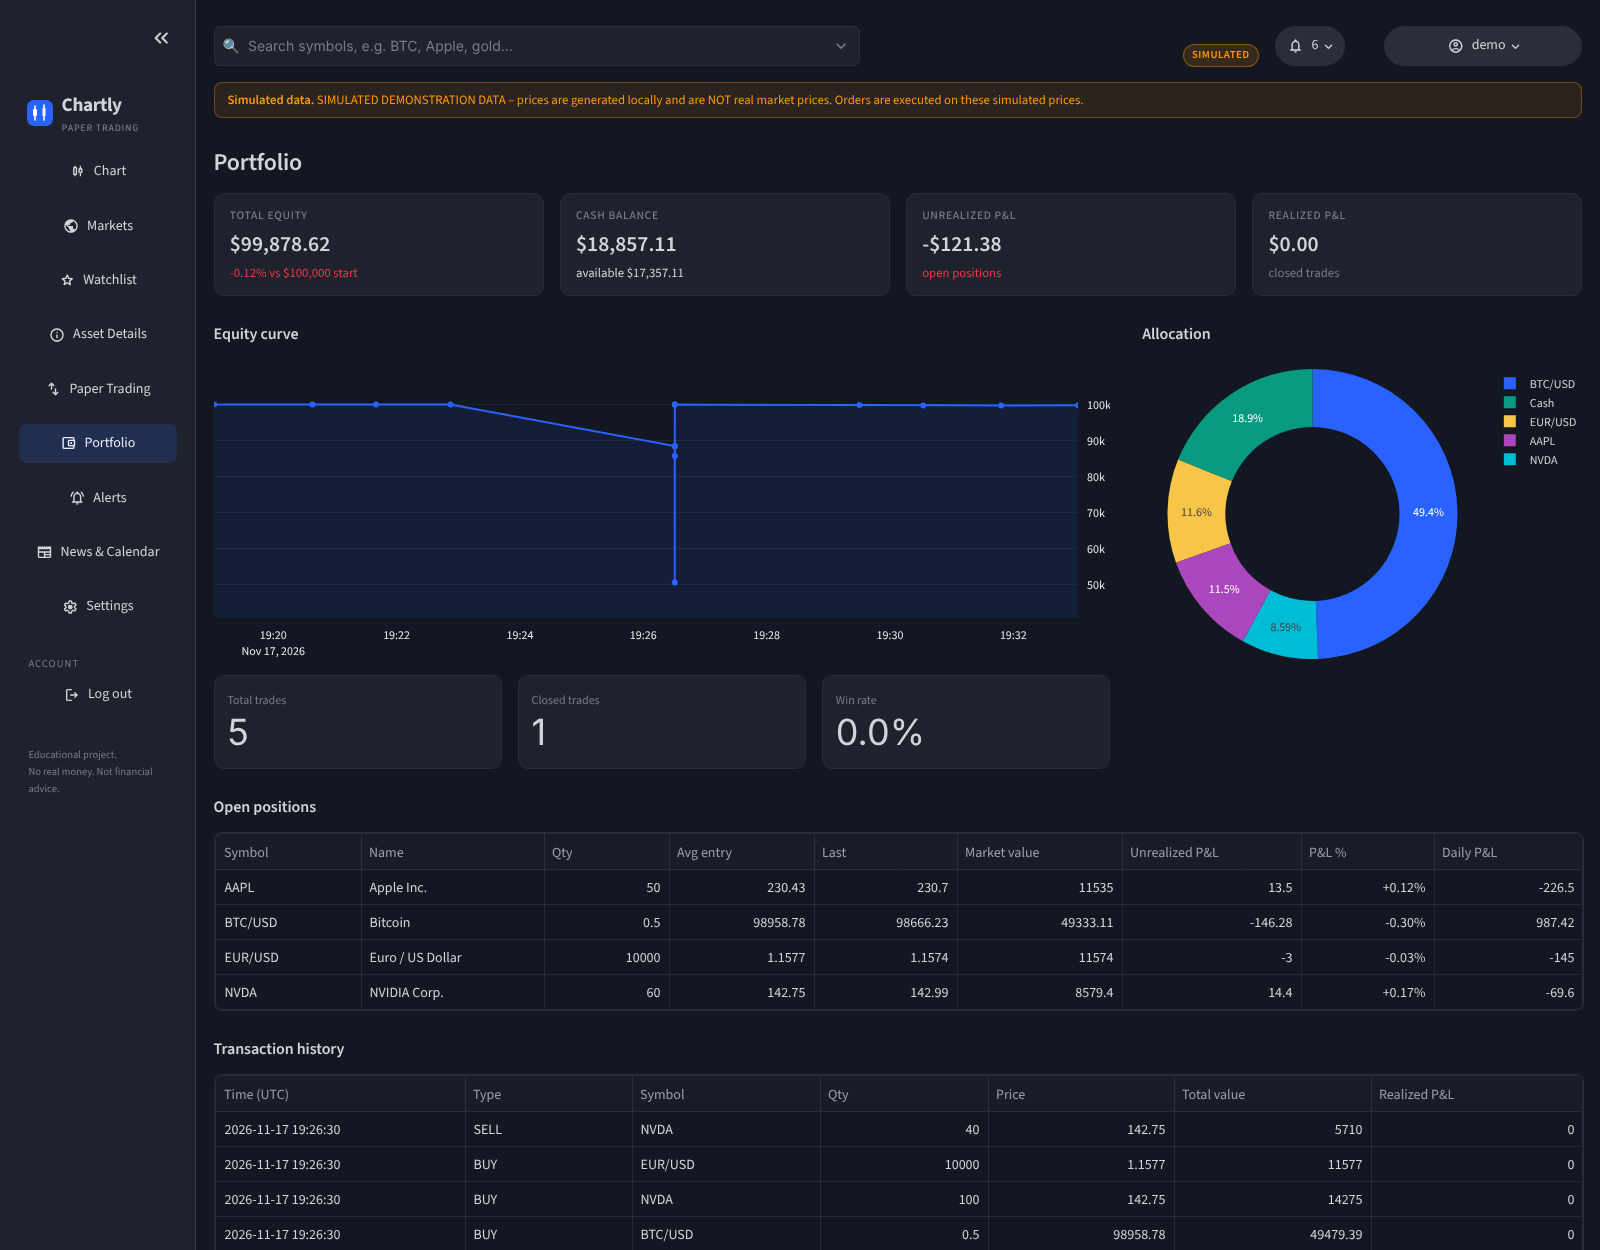 Search symbols, e.g. BTC, Apple, gold...
SIMULATED
6
demo
Chartly
PAPER TRADING
Chart
Markets
Watchlist
Asset Details
Paper Trading
Portfolio
Alerts
News & Calendar
Settings
ACCOUNT
Log out
Educational project.
No real money. Not financial
advice.
Simulated data. SIMULATED DEMONSTRATION DATA – prices are generated locally and are NOT real market prices. Orders are executed on these simulated prices.
Portfolio
TOTAL EQUITY
$99,878.62
-0.12% vs $100,000 start
CASH BALANCE
$18,857.11
available $17,357.11
UNREALIZED P&L
-$121.38
open positions
REALIZED P&L
$0.00
closed trades
Equity curve
100k
90k
80k
70k
60k
50k
19:20 19:22 19:24 19:26 19:28 19:30 19:32
Nov 17, 2026
Allocation
18.9%
11.6%
49.4%
11.5%
8.59%
BTC/USD
Cash
EUR/USD
AAPL
NVDA
Total trades
5
Closed trades
1
Win rate
0.0%
Open positions
Symbol Name Qty Avg entry Last Market value Unrealized P&L P&L % Daily P&L
AAPL Apple Inc. 50 230.43 230.7 11535 13.5 +0.12% -226.5
BTC/USD Bitcoin 0.5 98958.78 98666.23 49333.11 -146.28 -0.30% 987.42
EUR/USD Euro / US Dollar 10000 1.1577 1.1574 11574 -3 -0.03% -145
NVDA NVIDIA Corp. 60 142.75 142.99 8579.4 14.4 +0.17% -69.6
Transaction history
Time (UTC) Type Symbol Qty Price Total value Realized P&L
2026-11-17 19:26:30 SELL NVDA 40 142.75 5710 0
2026-11-17 19:26:30 BUY EUR/USD 10000 1.1577 11577 0
2026-11-17 19:26:30 BUY NVDA 100 142.75 14275 0
2026-11-17 19:26:30 BUY BTC/USD 0.5 98958.78 49479.39 0